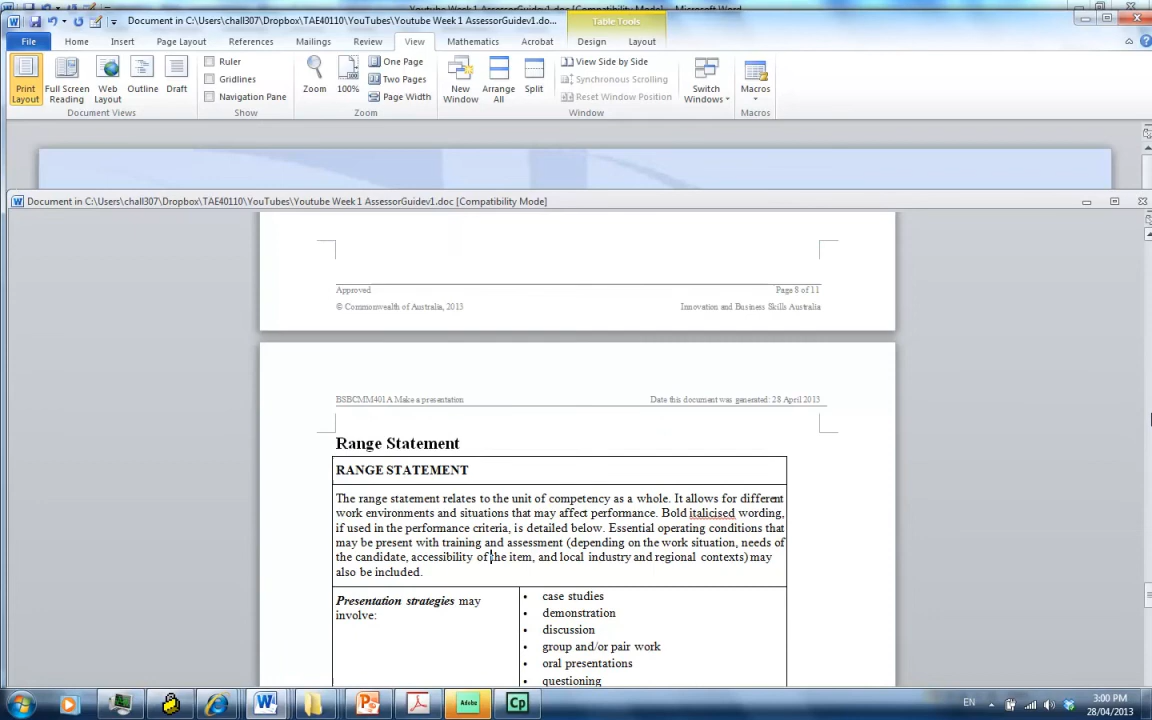 Document in C:\Users\chall307\Dropbox\TAE40110\YouTubes\Youtube Week 1 AssessorGuidev1.doc...
Table Tools
File Home Insert Page Layout References Mailings Review View Mathematics Acrobat Design Layout
Print Layout
Full Screen Reading
Web Layout
Outline
Draft
Document Views
Ruler
Gridlines
Navigation Pane
Show
Zoom
100%
One Page
Two Pages
Page Width
Zoom
New Window
Arrange All
Split
View Side by Side
Synchronous Scrolling
Reset Window Position
Window
Switch Windows
Macros
Macros
Document in C:\Users\chall307\Dropbox\TAE40110\YouTubes\Youtube Week 1 AssessorGuidev1.doc [Compatibility Mode]
Approved Page 8 of 11
© Commonwealth of Australia, 2013 Innovation and Business Skills Australia
BSBCMM401A Make a presentation Date this document was generated: 28 April 2013
Range Statement
RANGE STATEMENT
The range statement relates to the unit of competency as a whole. It allows for different
work environments and situations that may affect performance. Bold italicised wording,
if used in the performance criteria, is detailed below. Essential operating conditions that
may be present with training and assessment (depending on the work situation, needs of
the candidate, accessibility of the item, and local industry and regional contexts) may
also be included.
Presentation strategies may
involve:
• case studies
• demonstration
• discussion
• group and/or pair work
• oral presentations
• questioning
Adobe
Cp
EN
3:00 PM
28/04/2013